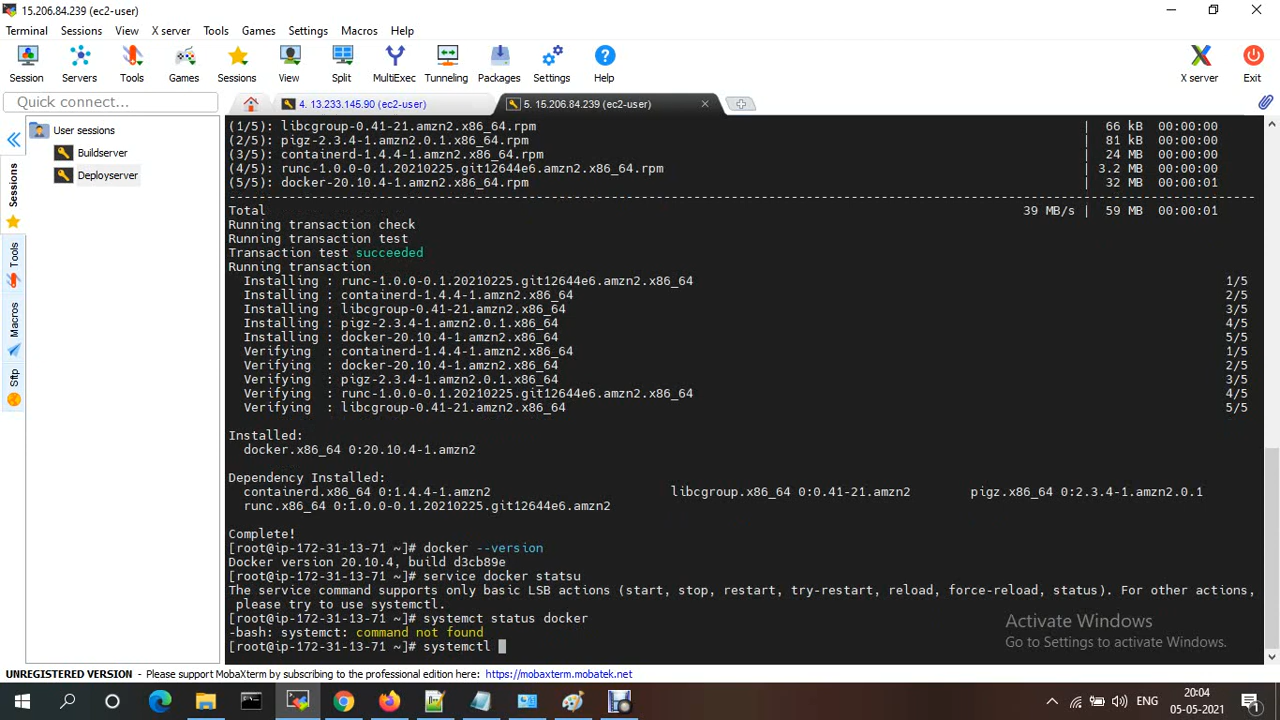 15.206.84.239 (ec2-user)
Terminal Sessions View X server Tools Games Settings Macros Help
Session Servers Tools Games Sessions View Split MultiExec Tunneling Packages Settings Help X server Exit
Quick connect...
4. 13.233.145.90 (ec2-user)
5. 15.206.84.239 (ec2-user)
User sessions
Buildserver
Deployserver
Sessions
Tools
Macros
Sftp
(1/5): libcgroup-0.41-21.amzn2.x86_64.rpm | 66 kB 00:00:00
(2/5): pigz-2.3.4-1.amzn2.0.1.x86_64.rpm | 81 kB 00:00:00
(3/5): containerd-1.4.4-1.amzn2.x86_64.rpm | 24 MB 00:00:00
(4/5): runc-1.0.0-0.1.20210225.git12644e6.amzn2.x86_64.rpm | 3.2 MB 00:00:00
(5/5): docker-20.10.4-1.amzn2.x86_64.rpm | 32 MB 00:00:01
Total 39 MB/s | 59 MB 00:00:01
Running transaction check
Running transaction test
Transaction test succeeded
Running transaction
Installing : runc-1.0.0-0.1.20210225.git12644e6.amzn2.x86_64 1/5
Installing : containerd-1.4.4-1.amzn2.x86_64 2/5
Installing : libcgroup-0.41-21.amzn2.x86_64 3/5
Installing : pigz-2.3.4-1.amzn2.0.1.x86_64 4/5
Installing : docker-20.10.4-1.amzn2.x86_64 5/5
Verifying : containerd-1.4.4-1.amzn2.x86_64 1/5
Verifying : docker-20.10.4-1.amzn2.x86_64 2/5
Verifying : pigz-2.3.4-1.amzn2.0.1.x86_64 3/5
Verifying : runc-1.0.0-0.1.20210225.git12644e6.amzn2.x86_64 4/5
Verifying : libcgroup-0.41-21.amzn2.x86_64 5/5
Installed:
docker.x86_64 0:20.10.4-1.amzn2
Dependency Installed:
containerd.x86_64 0:1.4.4-1.amzn2 libcgroup.x86_64 0:0.41-21.amzn2 pigz.x86_64 0:2.3.4-1.amzn2.0.1
runc.x86_64 0:1.0.0-0.1.20210225.git12644e6.amzn2
Complete!
[root@ip-172-31-13-71 ~]# docker --version
Docker version 20.10.4, build d3cb89e
[root@ip-172-31-13-71 ~]# service docker statsu
The service command supports only basic LSB actions (start, stop, restart, try-restart, reload, force-reload, status). For other actions,
please try to use systemctl.
[root@ip-172-31-13-71 ~]# systemct status docker
-bash: systemct: command not found
[root@ip-172-31-13-71 ~]# systemctl
Activate Windows
Go to Settings to activate Windows.
UNREGISTERED VERSION - Please support MobaXterm by subscribing to the professional edition here: https://mobaxterm.mobatek.net
ENG
20:04
05-05-2021
1